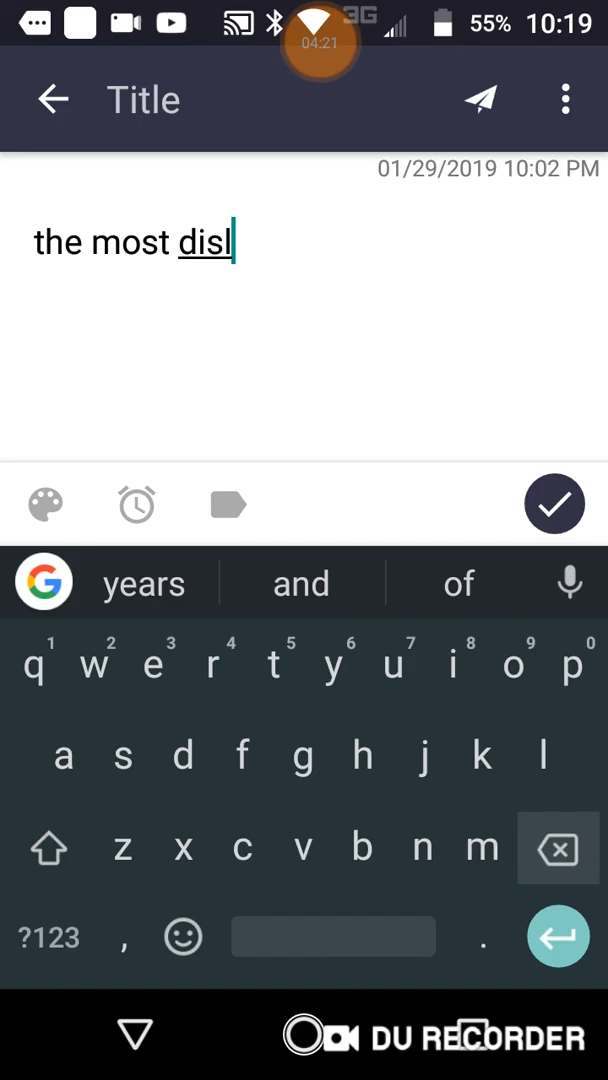 3G 55% 10:19
04:21
Title
01/29/2019 10:02 PM
the most disl
G years and of
1 2 3 4 5 6 7 8 9 0
q w e r t y u i o p
a s d f g h j k l
z x c v b n m
?123 , .
DU RECORDER